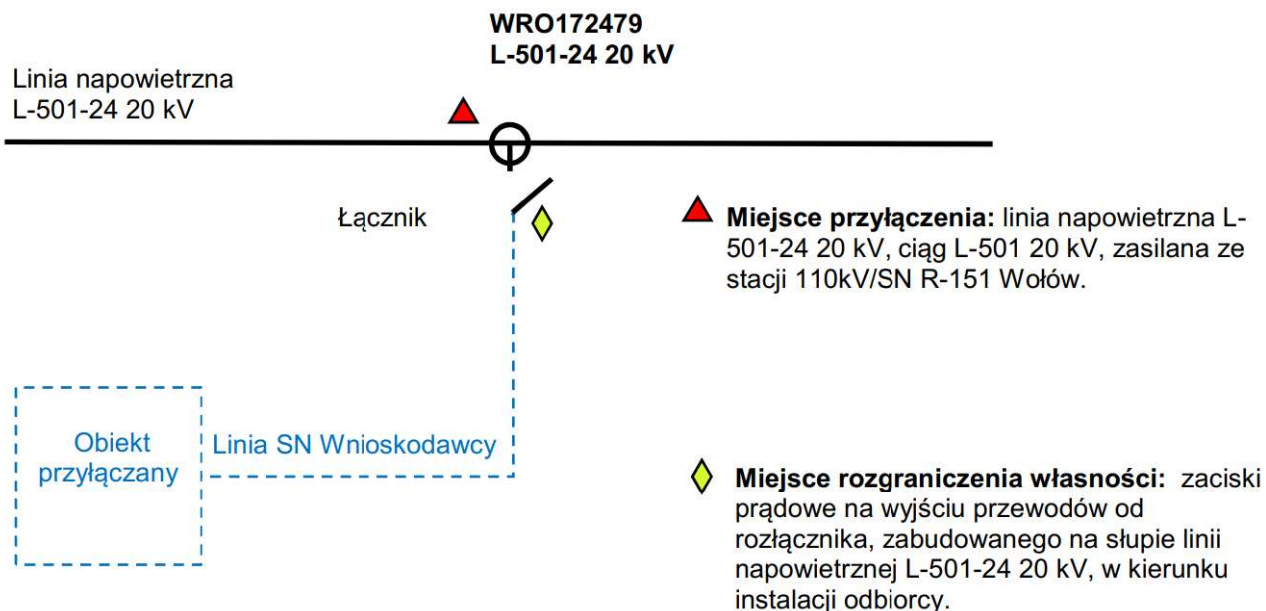 WRO172479
L-501-24 20 kV
Linia napowietrzna
L-501-24 20 kV
Łącznik
Miejsce przyłączenia: linia napowietrzna L-
501-24 20 kV, ciąg L-501 20 kV, zasilana ze
stacji 110kV/SN R-151 Wołów.
Obiekt
przyłączany
Linia SN Wnioskodawcy
Miejsce rozgraniczenia własności: zaciski
prądowe na wyjściu przewodów od
rozłącznika, zabudowanego na słupie linii
napowietrznej L-501-24 20 kV, w kierunku
instalacji odbiorcy.